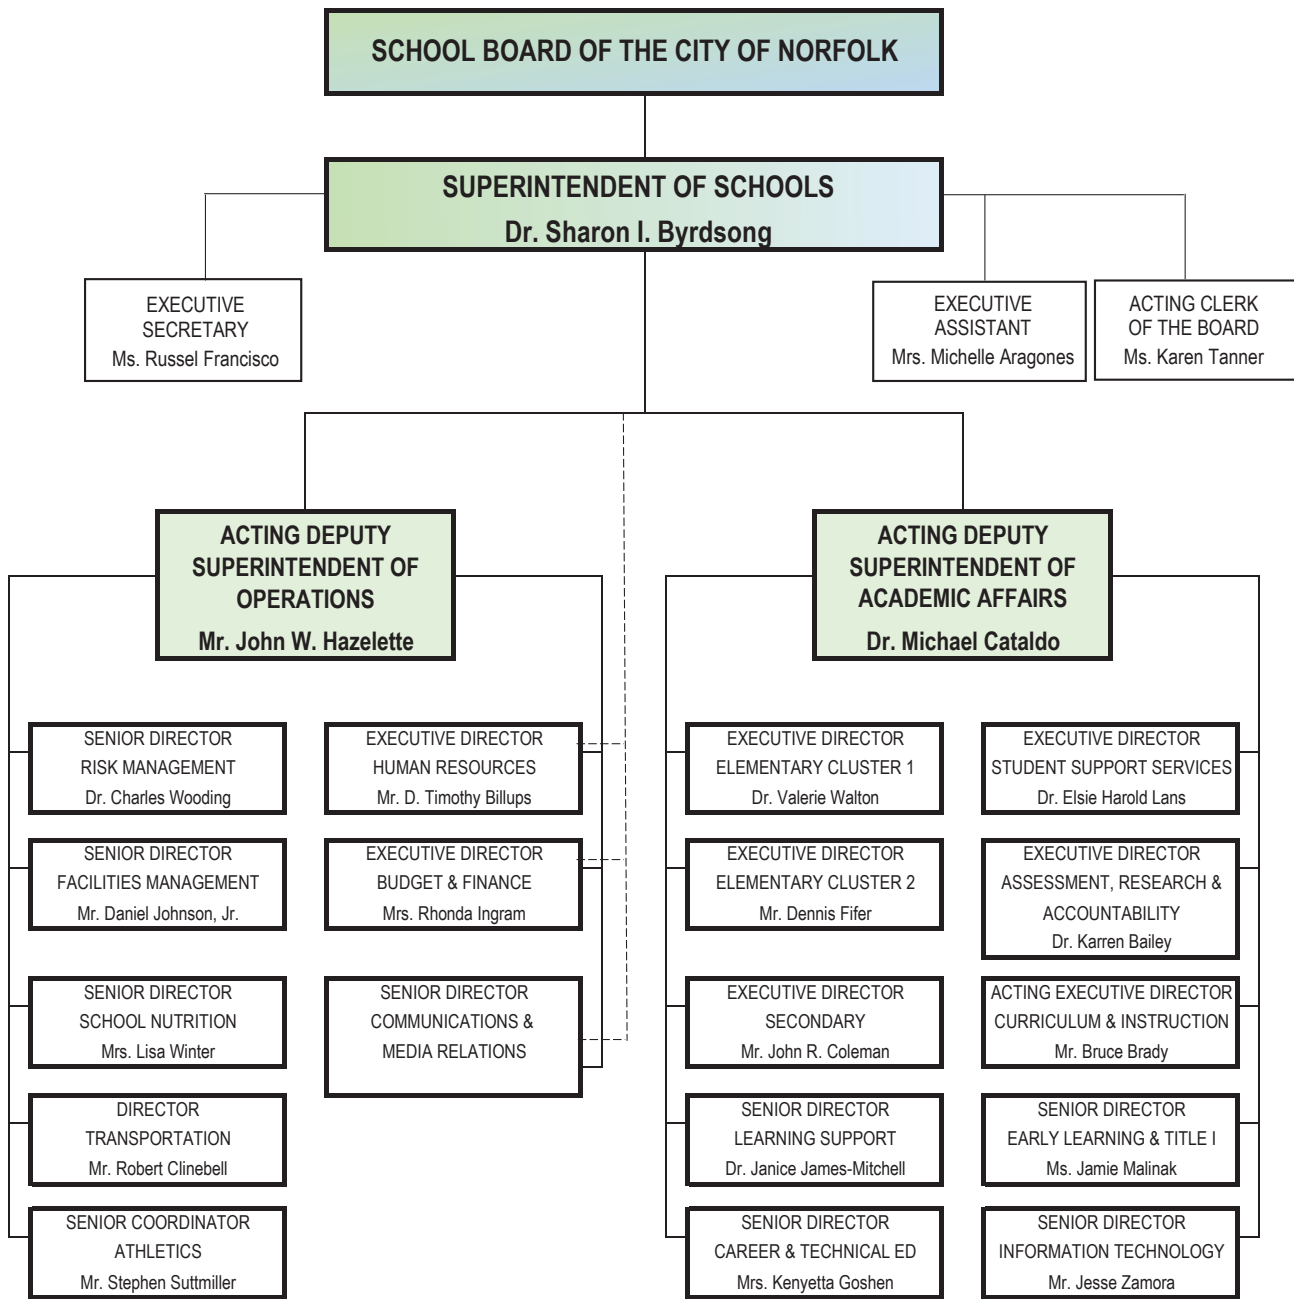 SCHOOL BOARD OF THE CITY OF NORFOLK
SUPERINTENDENT OF SCHOOLS
Dr. Sharon I. Byrdsong
EXECUTIVE
SECRETARY
Ms. Russel Francisco
EXECUTIVE
ASSISTANT
Mrs. Michelle Aragones
ACTING CLERK
OF THE BOARD
Ms. Karen Tanner
ACTING DEPUTY
SUPERINTENDENT OF
OPERATIONS
Mr. John W. Hazelette
ACTING DEPUTY
SUPERINTENDENT OF
ACADEMIC AFFAIRS
Dr. Michael Cataldo
SENIOR DIRECTOR
RISK MANAGEMENT
Dr. Charles Wooding
EXECUTIVE DIRECTOR
HUMAN RESOURCES
Mr. D. Timothy Billups
EXECUTIVE DIRECTOR
ELEMENTARY CLUSTER 1
Dr. Valerie Walton
EXECUTIVE DIRECTOR
STUDENT SUPPORT SERVICES
Dr. Elsie Harold Lans
SENIOR DIRECTOR
FACILITIES MANAGEMENT
Mr. Daniel Johnson, Jr.
EXECUTIVE DIRECTOR
BUDGET & FINANCE
Mrs. Rhonda Ingram
EXECUTIVE DIRECTOR
ELEMENTARY CLUSTER 2
Mr. Dennis Fifer
EXECUTIVE DIRECTOR
ASSESSMENT, RESEARCH &
ACCOUNTABILITY
Dr. Karren Bailey
SENIOR DIRECTOR
SCHOOL NUTRITION
Mrs. Lisa Winter
SENIOR DIRECTOR
COMMUNICATIONS &
MEDIA RELATIONS
EXECUTIVE DIRECTOR
SECONDARY
Mr. John R. Coleman
ACTING EXECUTIVE DIRECTOR
CURRICULUM & INSTRUCTION
Mr. Bruce Brady
DIRECTOR
TRANSPORTATION
Mr. Robert Clinebell
SENIOR DIRECTOR
LEARNING SUPPORT
Dr. Janice James-Mitchell
SENIOR DIRECTOR
EARLY LEARNING & TITLE I
Ms. Jamie Malinak
SENIOR COORDINATOR
ATHLETICS
Mr. Stephen Suttmiller
SENIOR DIRECTOR
CAREER & TECHNICAL ED
Mrs. Kenyetta Goshen
SENIOR DIRECTOR
INFORMATION TECHNOLOGY
Mr. Jesse Zamora